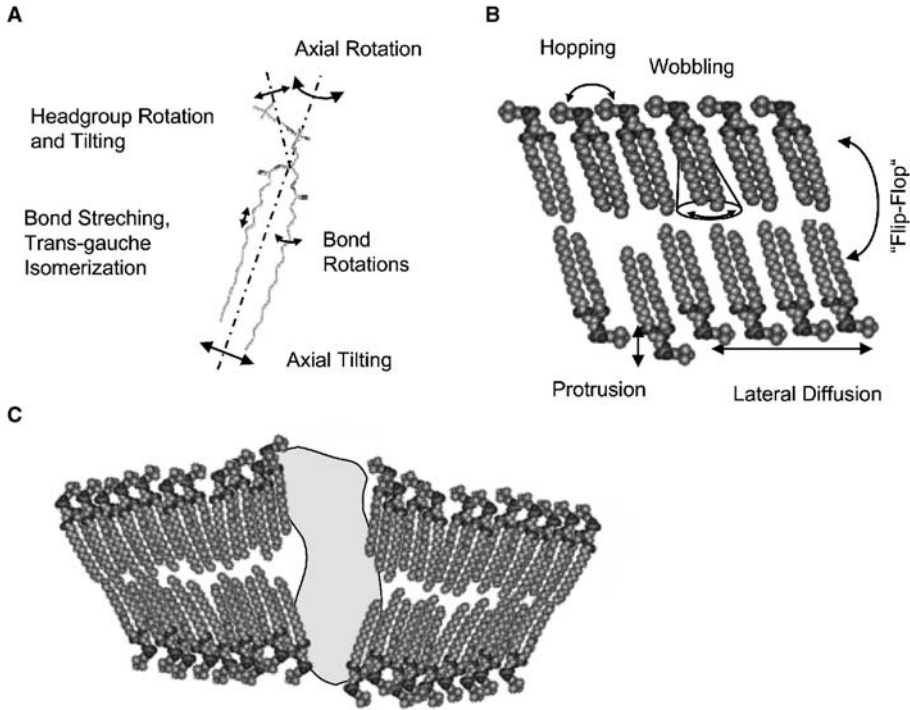 A
Axial Rotation
Headgroup Rotation
and Tilting
Bond Streching,
Trans-gauche
Isomerization
Bond
Rotations
Axial Tilting
B
Hopping
Wobbling
"Flip-Flop"
Protrusion
Lateral Diffusion
C